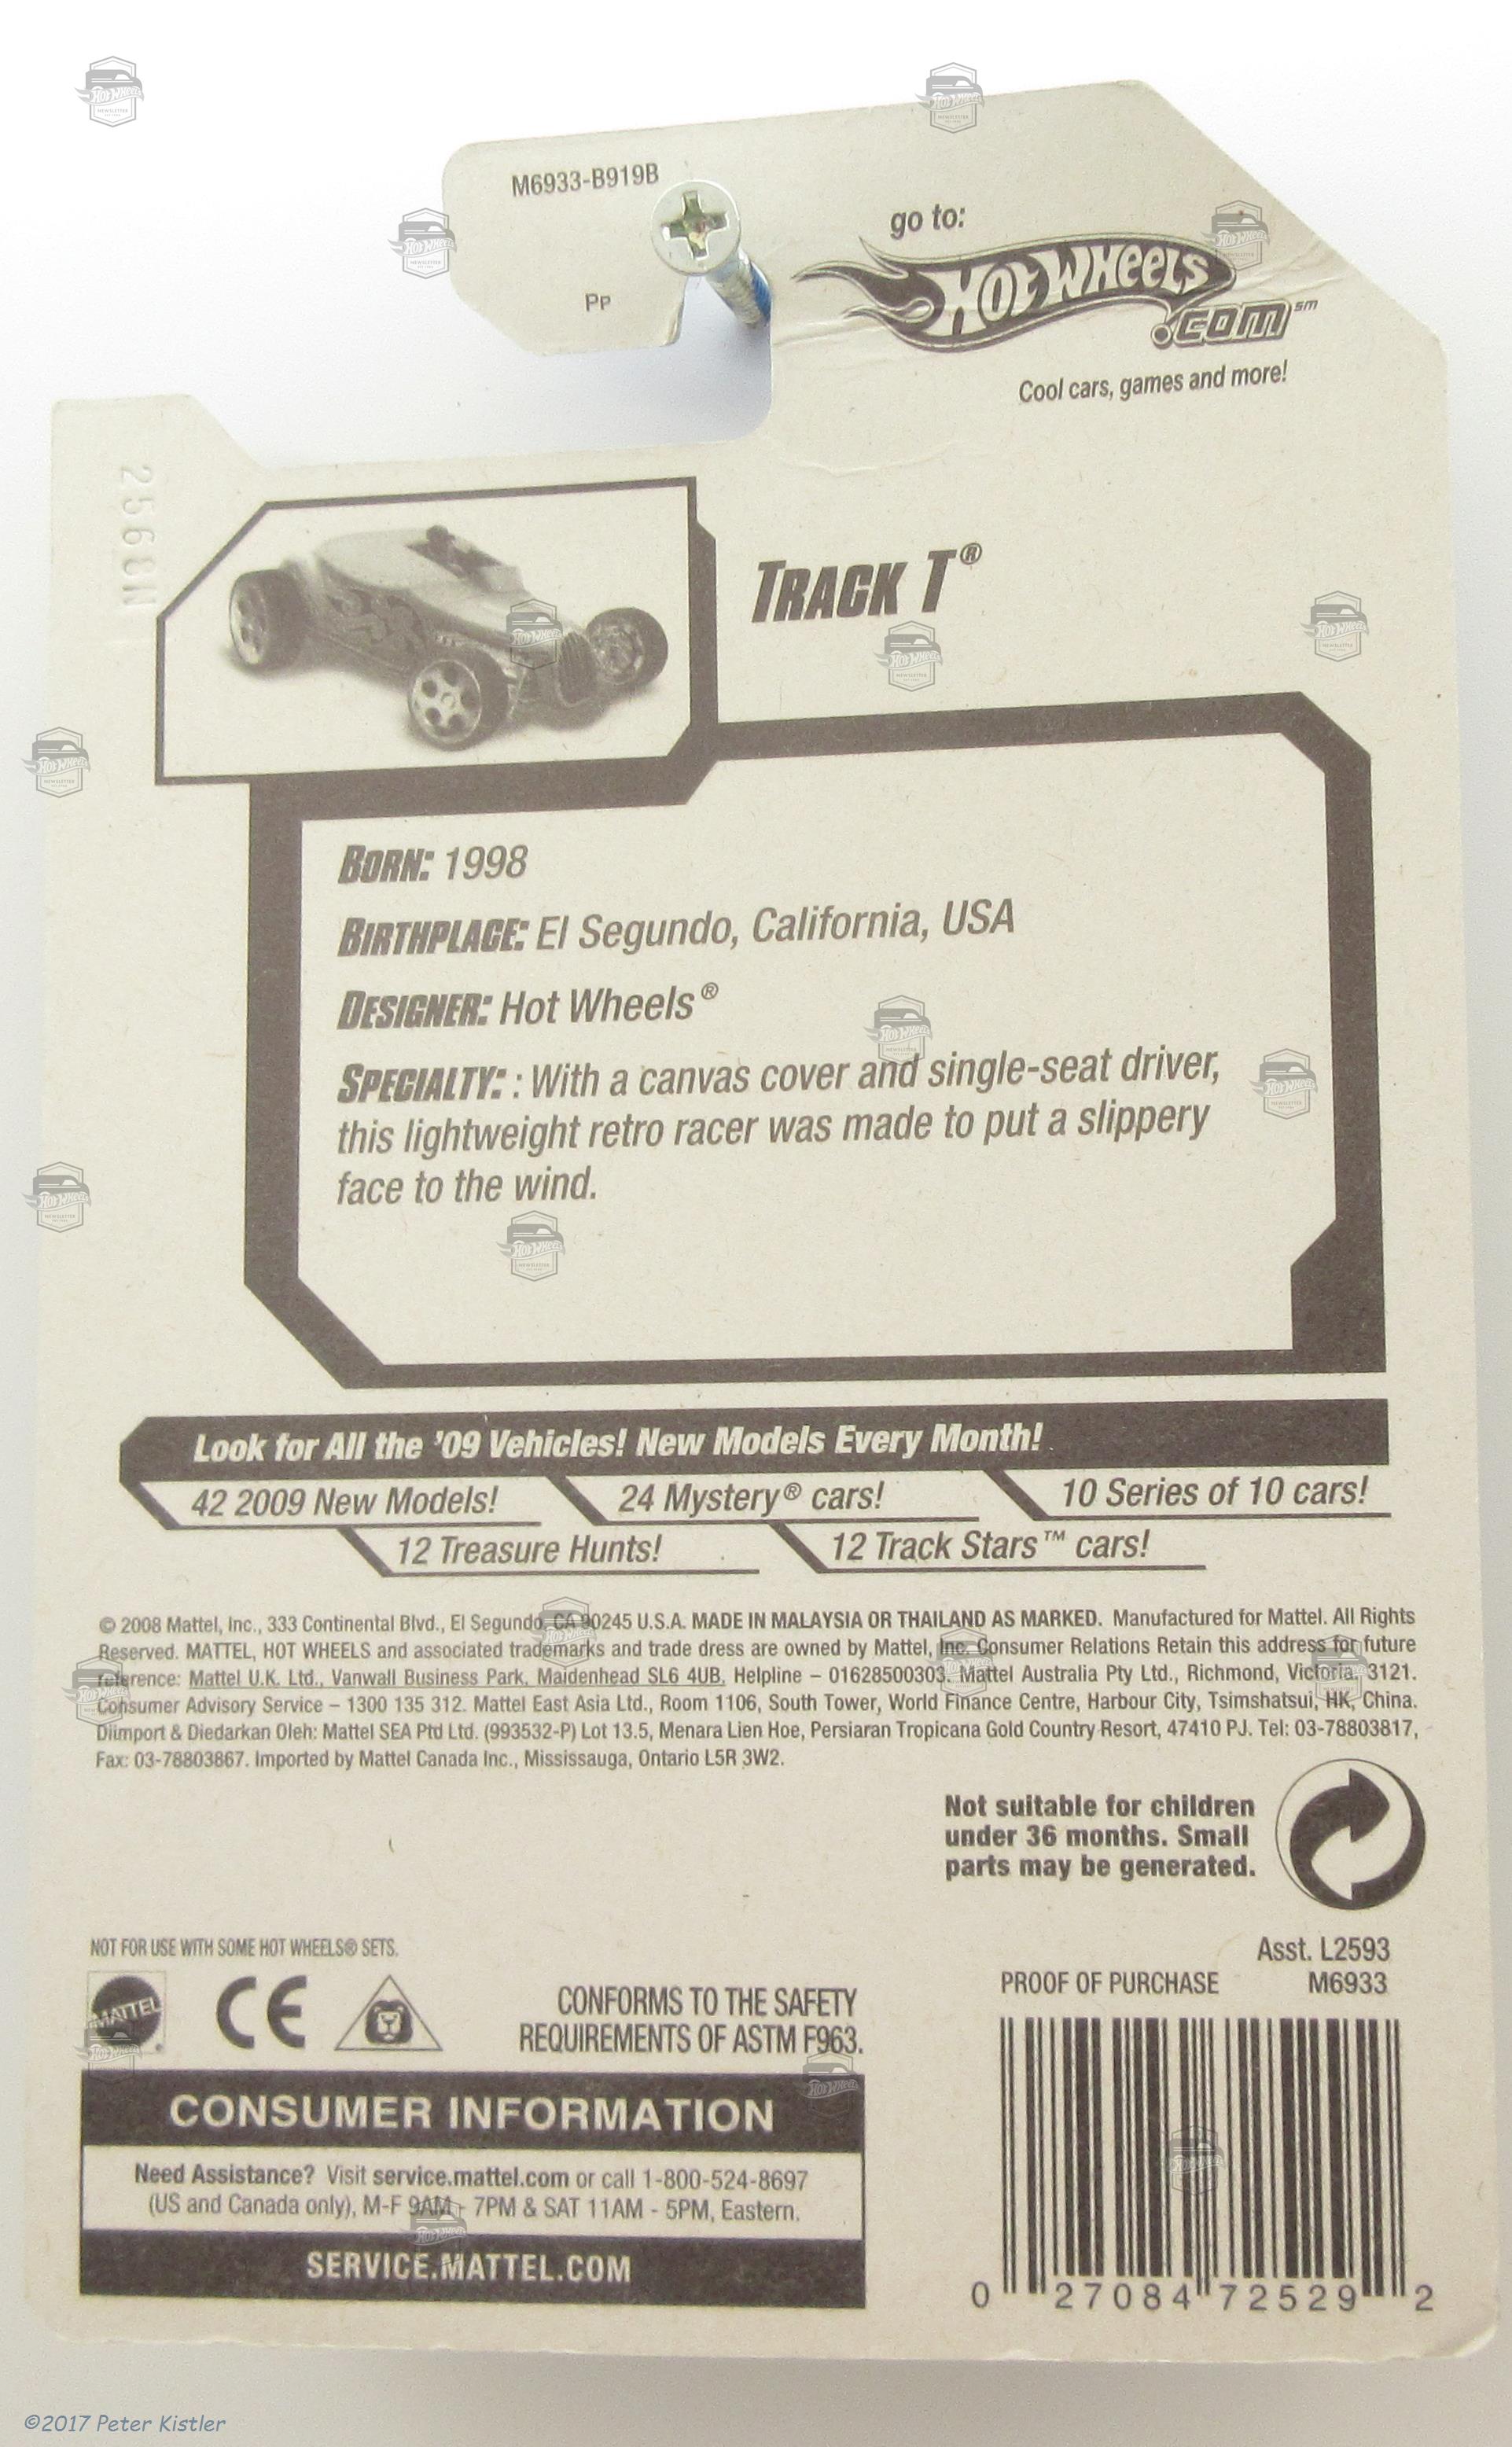 M6933-B919B
Pp
go to:
Hot Wheels
.com℠
Cool cars, games and more!
2568N
Track T®
Born: 1998
Birthplace: El Segundo, California, USA
Designer: Hot Wheels®
Specialty: : With a canvas cover and single-seat driver,
this lightweight retro racer was made to put a slippery
face to the wind.
Look for All the '09 Vehicles! New Models Every Month!
42 2009 New Models!
24 Mystery® cars!
10 Series of 10 cars!
12 Treasure Hunts!
12 Track Stars™ cars!
© 2008 Mattel, Inc., 333 Continental Blvd., El Segundo, CA 90245 U.S.A. MADE IN MALAYSIA OR THAILAND AS MARKED. Manufactured for Mattel. All Rights
Reserved. MATTEL, HOT WHEELS and associated trademarks and trade dress are owned by Mattel, Inc. Consumer Relations Retain this address for future
reference: Mattel U.K. Ltd., Vanwall Business Park, Maidenhead SL6 4UB, Helpline – 01628500303. Mattel Australia Pty Ltd., Richmond, Victoria, 3121.
Consumer Advisory Service – 1300 135 312. Mattel East Asia Ltd., Room 1106, South Tower, World Finance Centre, Harbour City, Tsimshatsui, HK, China.
Diimport & Diedarkan Oleh: Mattel SEA Ptd Ltd. (993532-P) Lot 13.5, Menara Lien Hoe, Persiaran Tropicana Gold Country Resort, 47410 PJ. Tel: 03-78803817,
Fax: 03-78803867. Imported by Mattel Canada Inc., Mississauga, Ontario L5R 3W2.
Not suitable for children
under 36 months. Small
parts may be generated.
NOT FOR USE WITH SOME HOT WHEELS® SETS.
MATTEL
CE
CONFORMS TO THE SAFETY
REQUIREMENTS OF ASTM F963.
Asst. L2593
PROOF OF PURCHASE M6933
CONSUMER INFORMATION
Need Assistance? Visit service.mattel.com or call 1-800-524-8697
(US and Canada only), M-F 9AM - 7PM & SAT 11AM - 5PM, Eastern.
SERVICE.MATTEL.COM
0 27084 72529 2
©2017 Peter Kistler